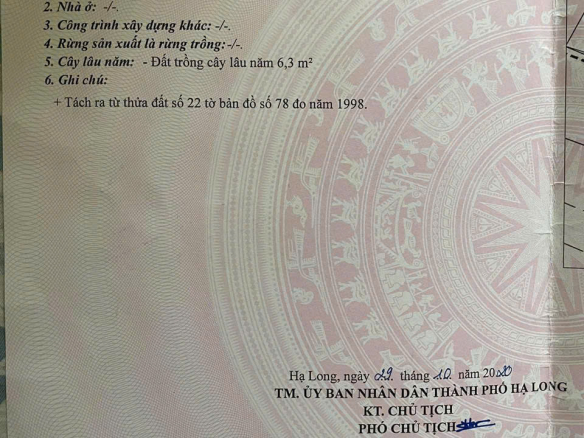 2. Nhà ở: -/-.
3. Công trình xây dựng khác: -/-.
4. Rừng sản xuất là rừng trồng:-/-.
5. Cây lâu năm: - Đất trồng cây lâu năm 6,3 m²
6. Ghi chú:
+ Tách ra từ thửa đất số 22 tờ bản đồ số 78 đo năm 1998.
Hạ Long, ngày 29 tháng 10 năm 2020
TM. ỦY BAN NHÂN DÂN THÀNH PHỐ HẠ LONG
KT. CHỦ TỊCH
PHÓ CHỦ TỊCH